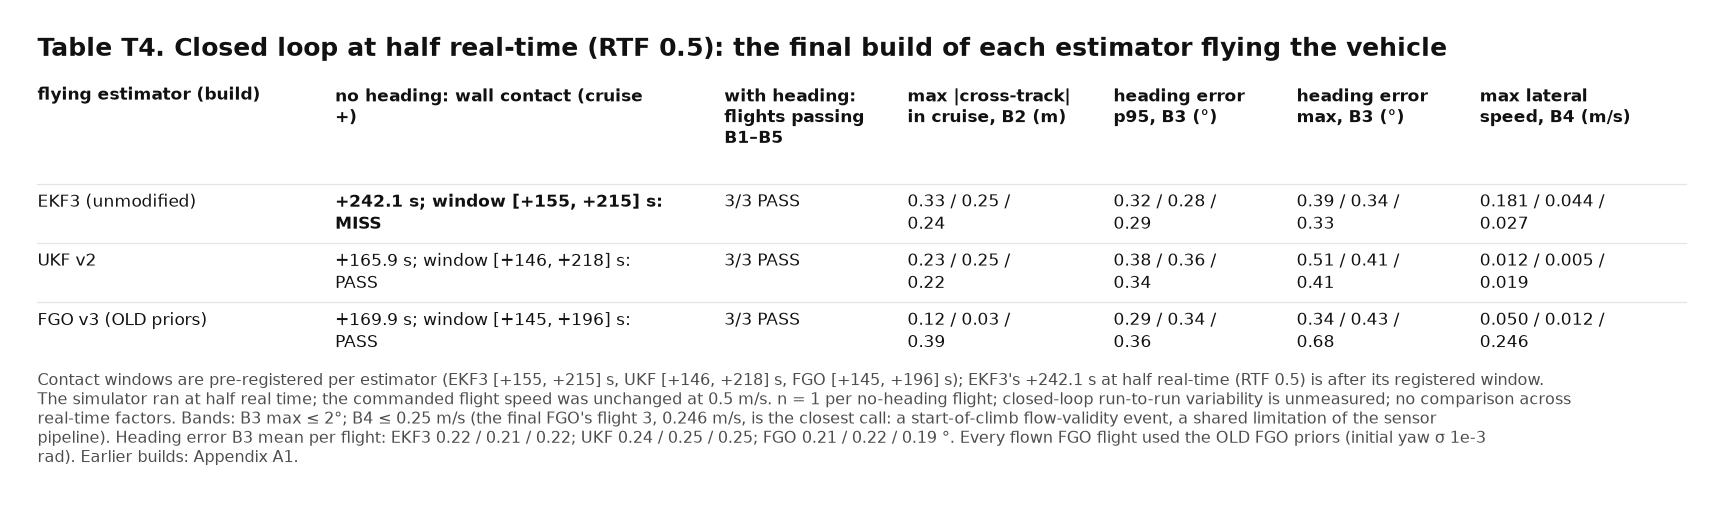 Table T4. Closed loop at half real-time (RTF 0.5): the final build of each estimator flying the vehicle
flying estimator (build)
no heading: wall contact (cruise
+)
with heading:
flights passing
B1–B5
max |cross-track|
in cruise, B2 (m)
heading error
p95, B3 (°)
heading error
max, B3 (°)
max lateral
speed, B4 (m/s)
EKF3 (unmodified)
+242.1 s; window [+155, +215] s:
MISS
3/3 PASS
0.33 / 0.25 /
0.24
0.32 / 0.28 /
0.29
0.39 / 0.34 /
0.33
0.181 / 0.044 /
0.027
UKF v2
+165.9 s; window [+146, +218] s:
PASS
3/3 PASS
0.23 / 0.25 /
0.22
0.38 / 0.36 /
0.34
0.51 / 0.41 /
0.41
0.012 / 0.005 /
0.019
FGO v3 (OLD priors)
+169.9 s; window [+145, +196] s:
PASS
3/3 PASS
0.12 / 0.03 /
0.39
0.29 / 0.34 /
0.36
0.34 / 0.43 /
0.68
0.050 / 0.012 /
0.246
Contact windows are pre-registered per estimator (EKF3 [+155, +215] s, UKF [+146, +218] s, FGO [+145, +196] s); EKF3's +242.1 s at half real-time (RTF 0.5) is after its registered window.
The simulator ran at half real time; the commanded flight speed was unchanged at 0.5 m/s. n = 1 per no-heading flight; closed-loop run-to-run variability is unmeasured; no comparison across
real-time factors. Bands: B3 max ≤ 2°; B4 ≤ 0.25 m/s (the final FGO's flight 3, 0.246 m/s, is the closest call: a start-of-climb flow-validity event, a shared limitation of the sensor
pipeline). Heading error B3 mean per flight: EKF3 0.22 / 0.21 / 0.22; UKF 0.24 / 0.25 / 0.25; FGO 0.21 / 0.22 / 0.19 °. Every flown FGO flight used the OLD FGO priors (initial yaw σ 1e-3
rad). Earlier builds: Appendix A1.